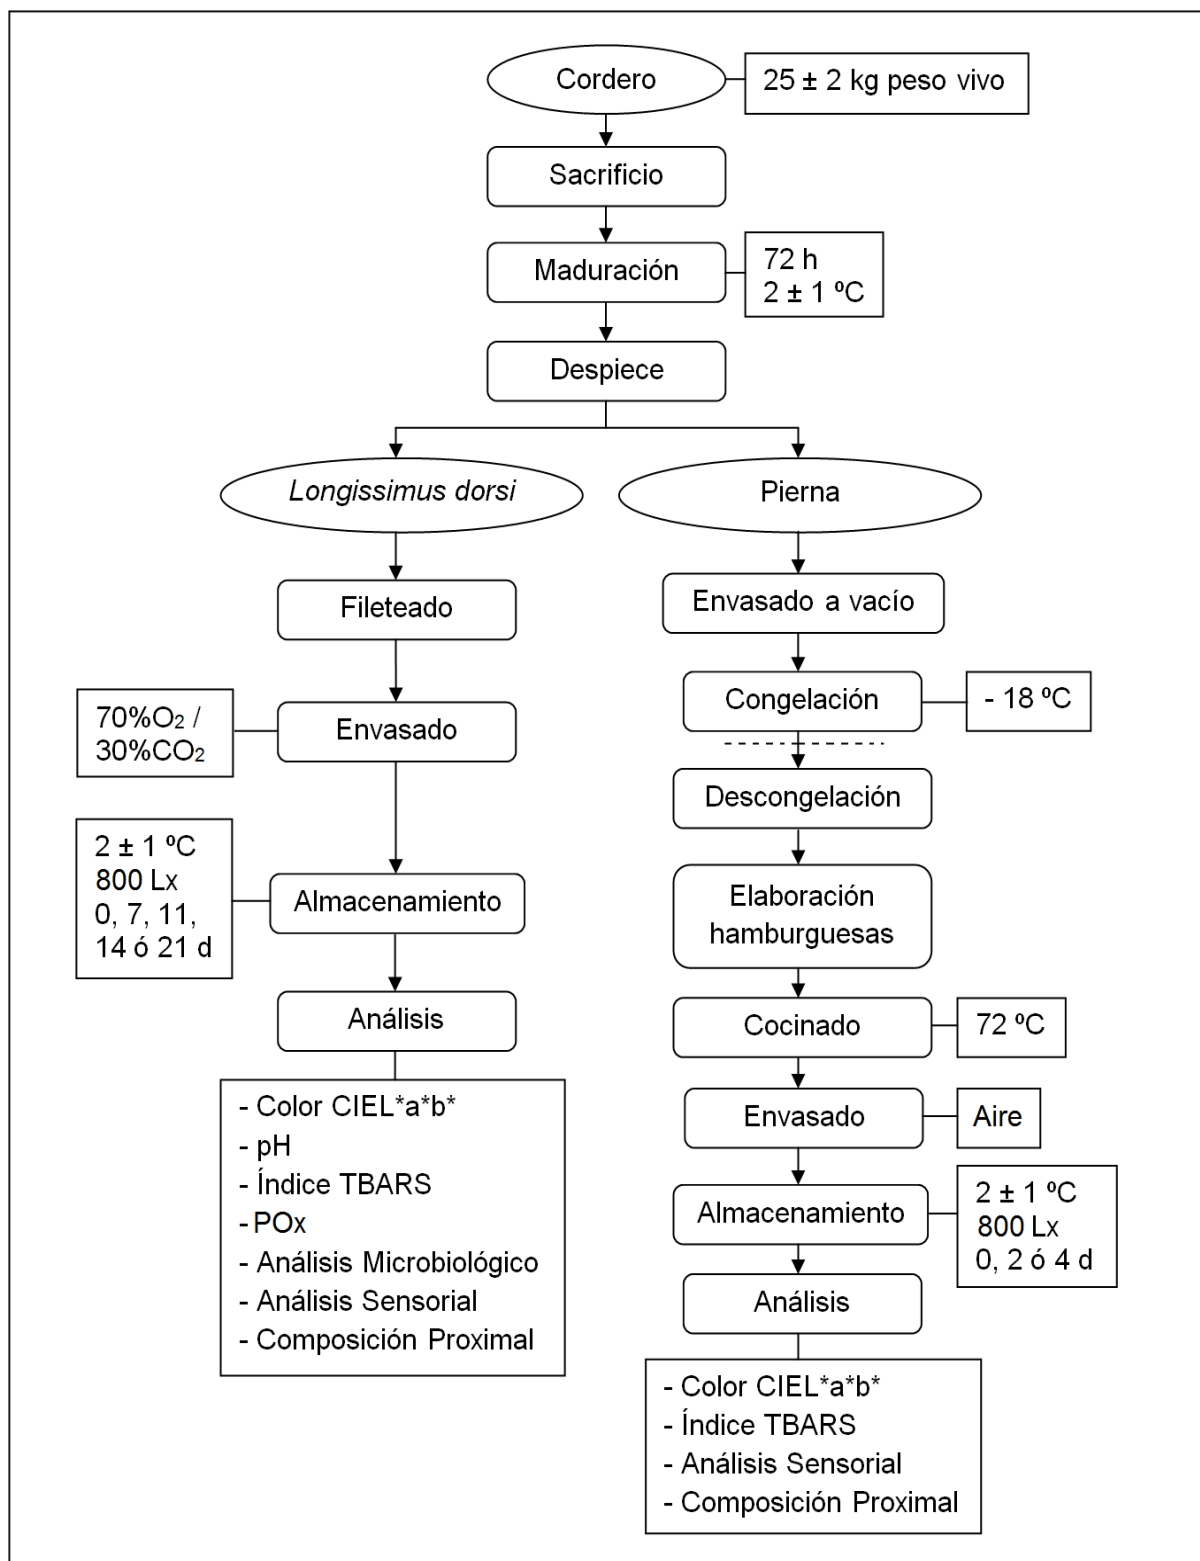 Cordero
25 ± 2 kg peso vivo
Sacrificio
Maduración
72 h
2 ± 1 ºC
Despiece
Longissimus dorsi
Fileteado
70%O₂ /
30%CO₂
Envasado
2 ± 1 ºC
800 Lx
0, 7, 11,
14 ó 21 d
Almacenamiento
Análisis
- Color CIEL*a*b*
- pH
- Índice TBARS
- POx
- Análisis Microbiológico
- Análisis Sensorial
- Composición Proximal
Pierna
Envasado a vacío
Congelación
- 18 ºC
Descongelación
Elaboración
hamburguesas
Cocinado
72 ºC
Envasado
Aire
Almacenamiento
2 ± 1 ºC
800 Lx
0, 2 ó 4 d
Análisis
- Color CIEL*a*b*
- Índice TBARS
- Análisis Sensorial
- Composición Proximal